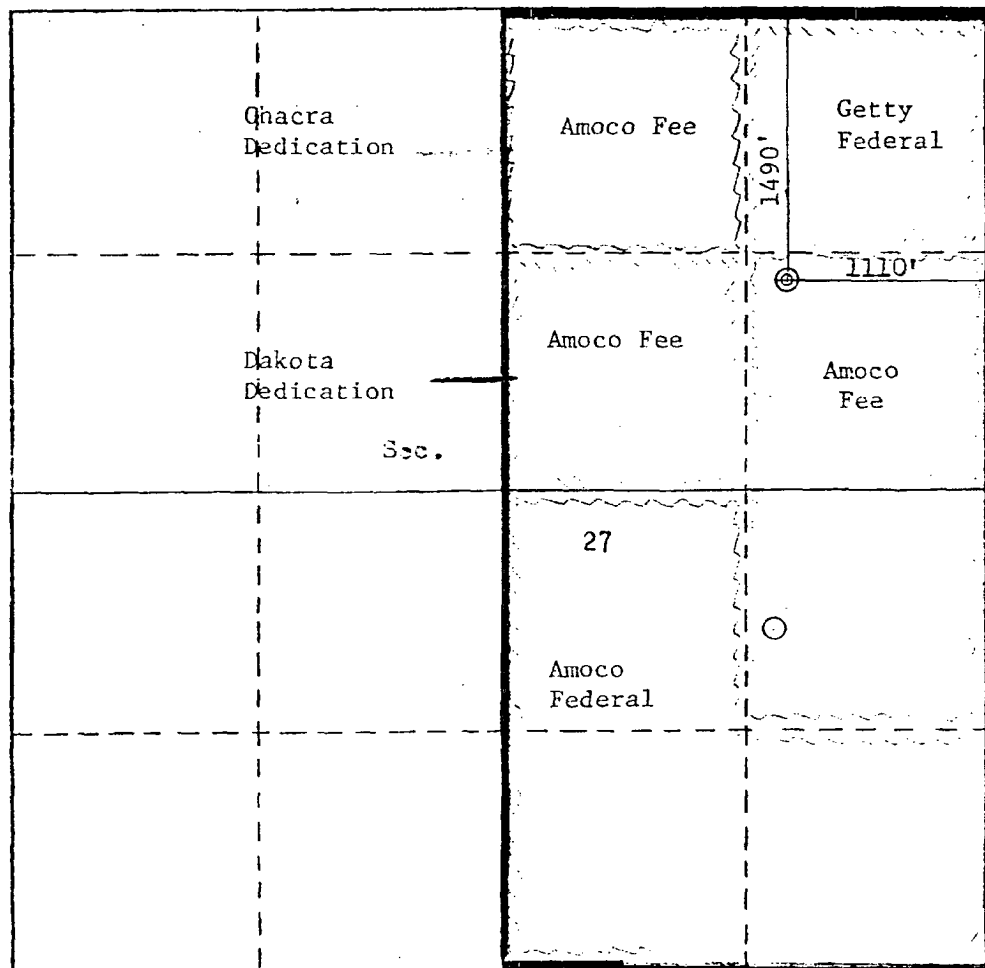 Chacra
Dedication
Amoco Fee
Getty
Federal
1490'
1110'
Dakota
Dedication
Amoco Fee
Amoco
Fee
Sec.
27
Amoco
Federal